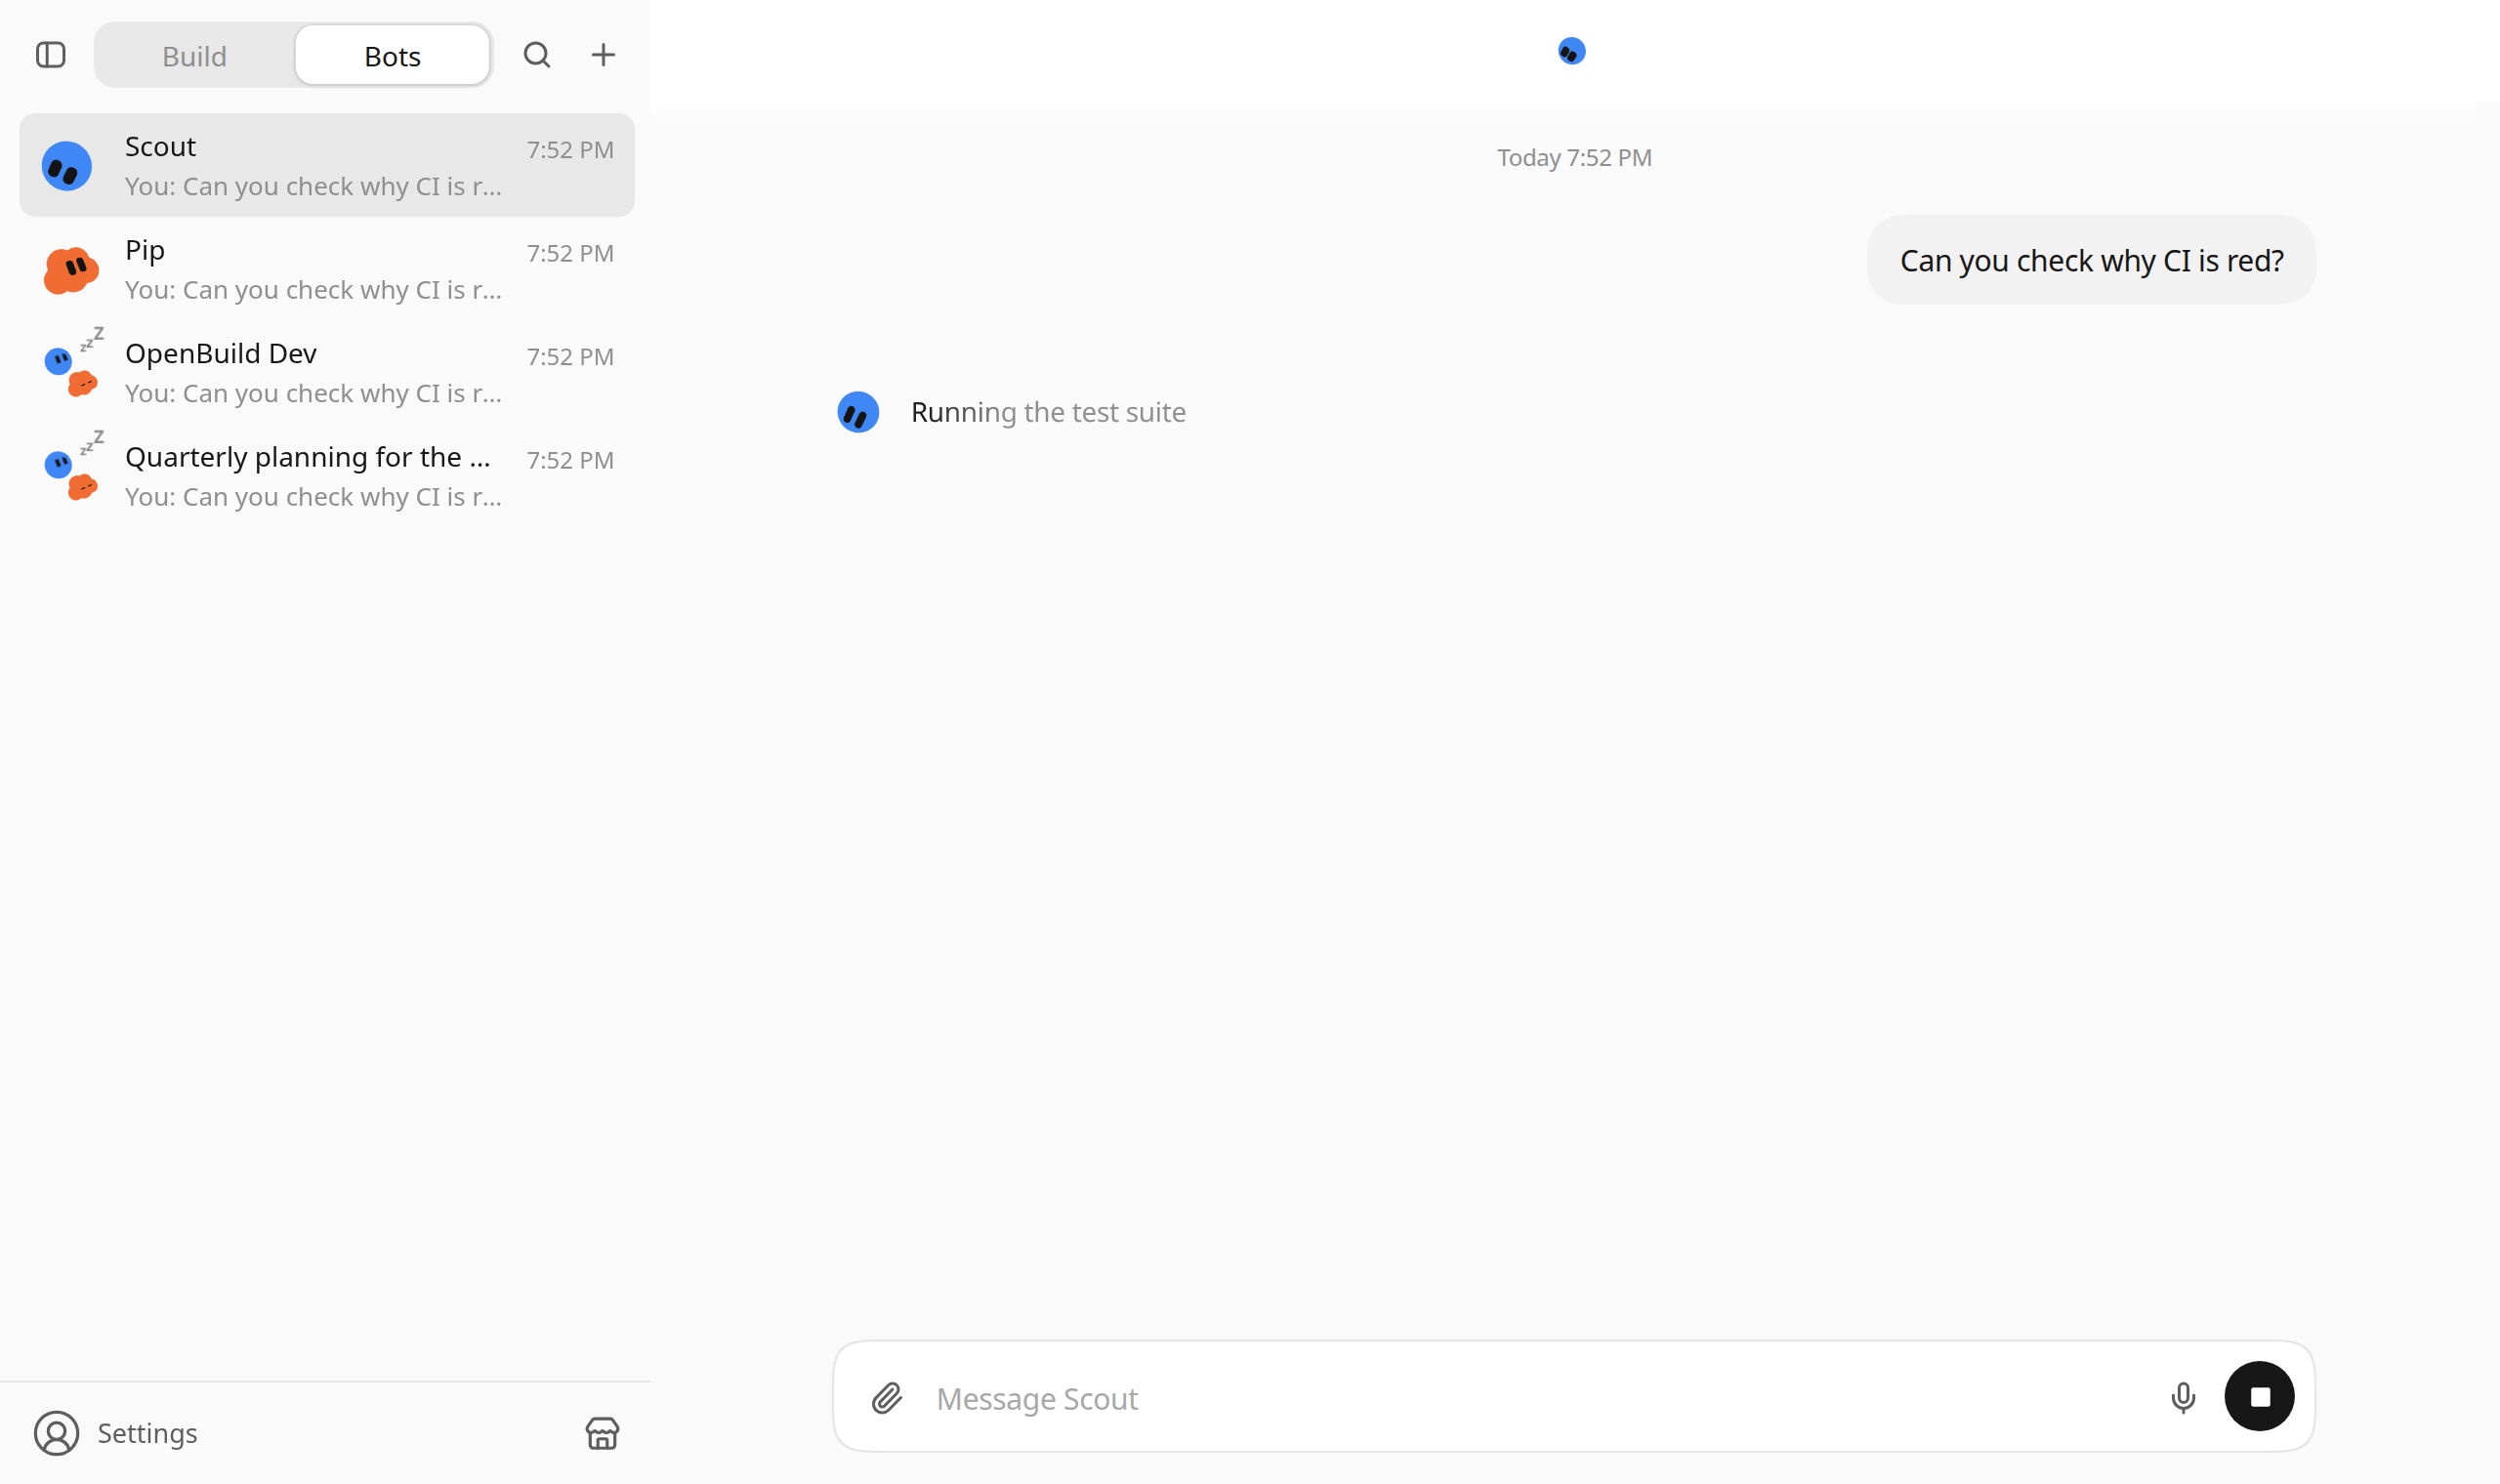 Build
Bots
Scout
7:52 PM
You: Can you check why CI is r...
Pip
7:52 PM
You: Can you check why CI is r...
zzZ
OpenBuild Dev
7:52 PM
You: Can you check why CI is r...
zzZ
Quarterly planning for the ...
7:52 PM
You: Can you check why CI is r...
Settings
Today 7:52 PM
Can you check why CI is red?
Running the test suite
Message Scout